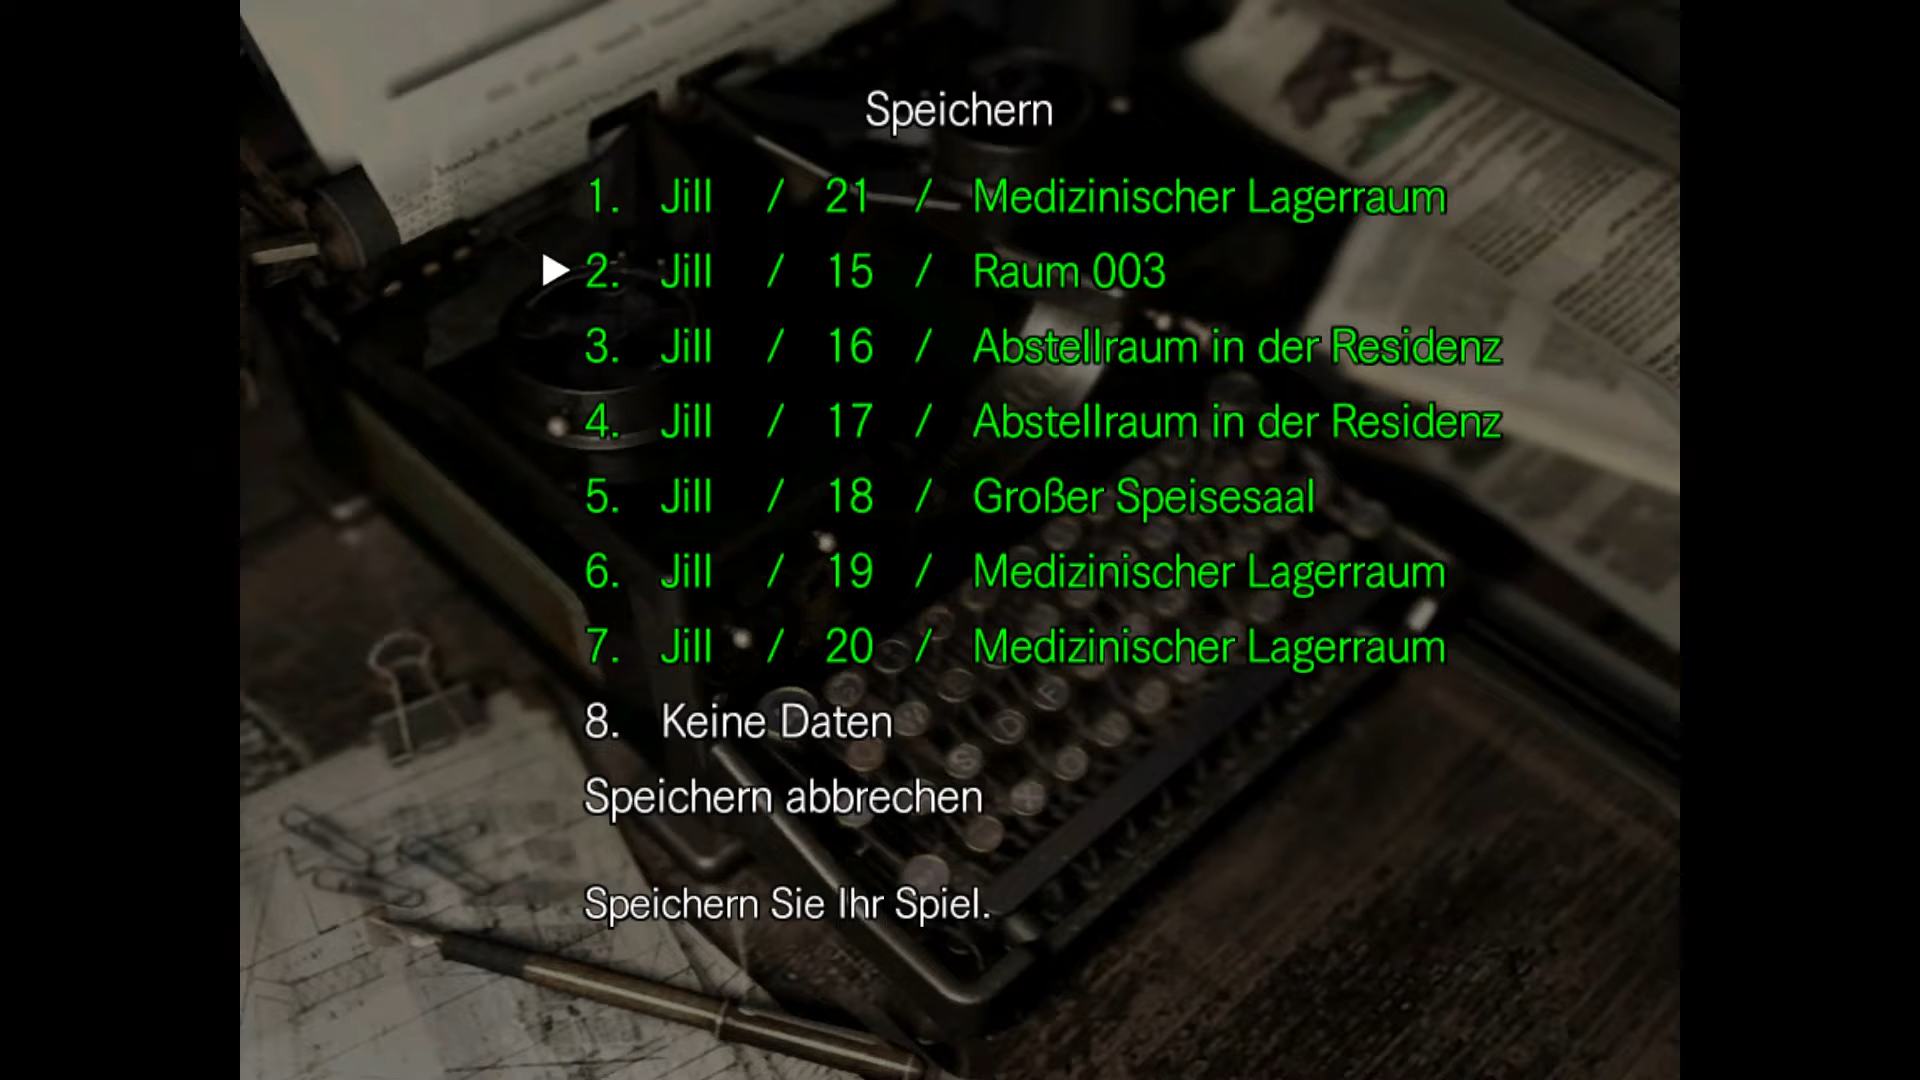 Speichern
1. Jill / 21 / Medizinischer Lagerraum
2. Jill / 15 / Raum 003
3. Jill / 16 / Abstellraum in der Residenz
4. Jill / 17 / Abstellraum in der Residenz
5. Jill / 18 / Großer Speisesaal
6. Jill / 19 / Medizinischer Lagerraum
7. Jill / 20 / Medizinischer Lagerraum
8. Keine Daten
Speichern abbrechen
Speichern Sie Ihr Spiel.